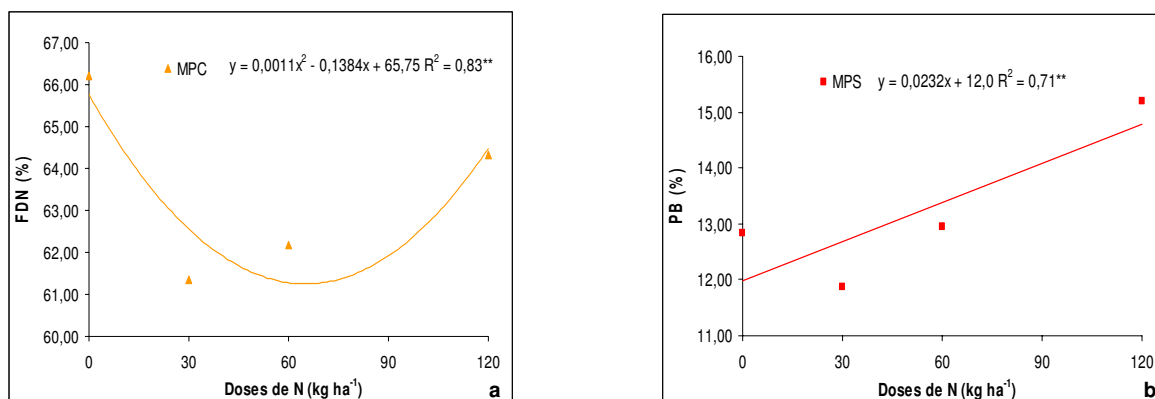 67,00
66,00
65,00
64,00
63,00
62,00
61,00
60,00
FDN (%)
MPC y = 0,0011x² - 0,1384x + 65,75 R² = 0,83**
0 30 60 90 120
Doses de N (kg ha⁻¹)
a
16,00
15,00
14,00
13,00
12,00
11,00
PB (%)
MPS y = 0,0232x + 12,0 R² = 0,71**
0 30 60 90 120
Doses de N (kg ha⁻¹)
b